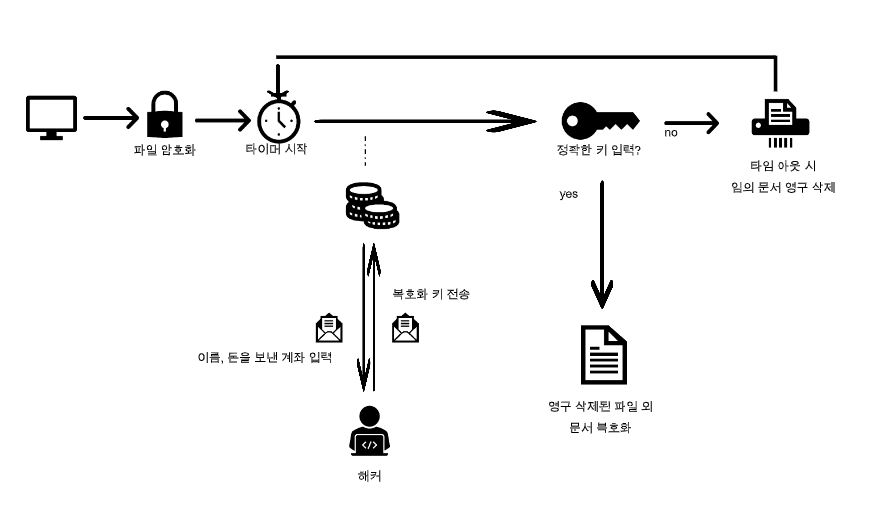 파일 암호화
타이머 시작
정확한 키 입력?
no
타임 아웃 시
임의 문서 영구 삭제
yes
복호화 키 전송
이름, 돈을 보낸 계좌 입력
</>
영구 삭제된 파일 외
문서 복호화
해커